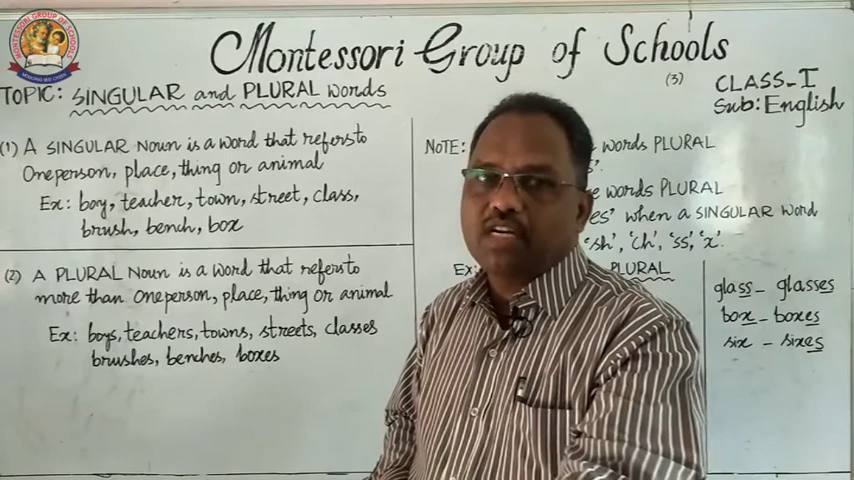 MONTESSORI GROUP OF SCHOOLS
Montessori Group of Schools
(3)
CLASS-I
Sub: English
TOPIC: SINGULAR and PLURAL words
(1) A SINGULAR Noun is a word that refers to
One person, place, thing or animal
Ex: boy, teacher, town, street, class,
brush, bench, box
(2) A PLURAL Noun is a word that refers to
more than One person, place, thing or animal
Ex: boys, teachers, towns, streets, classes
brushes, benches, boxes
NOTE:
words PLURAL
words PLURAL
es' when a SINGULAR word
'sh', 'ch', 'ss', 'x'.
Ex:
PLURAL
glass - glasses
box - boxes
six - sixes